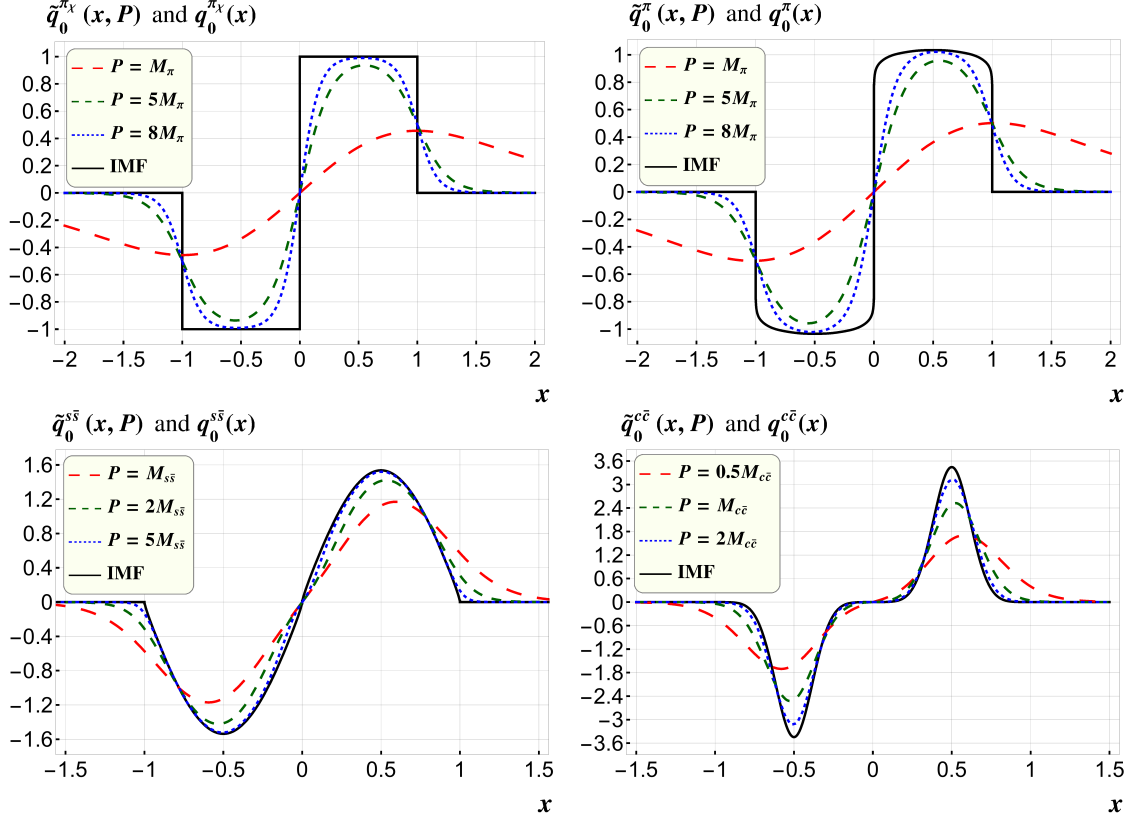 q̃₀^{πχ} (x, P) and q₀^{πχ}(x)
1
0.8
0.6
0.4
0.2
0
−0.2
−0.4
−0.6
−0.8
−1
P = Mπ
P = 5Mπ
P = 8Mπ
IMF
−2 −1.5 −1 −0.5 0 0.5 1 1.5 2
x
q̃₀^{π} (x, P) and q₀^{π}(x)
1
0.8
0.6
0.4
0.2
0
−0.2
−0.4
−0.6
−0.8
−1
P = Mπ
P = 5Mπ
P = 8Mπ
IMF
−2 −1.5 −1 −0.5 0 0.5 1 1.5 2
x
q̃₀^{ss̄} (x, P) and q₀^{ss̄}(x)
1.6
1.2
0.8
0.4
0
−0.4
−0.8
−1.2
−1.6
P = M_{ss̄}
P = 2M_{ss̄}
P = 5M_{ss̄}
IMF
−1.5 −1 −0.5 0 0.5 1 1.5
x
q̃₀^{cc̄} (x, P) and q₀^{cc̄}(x)
3.6
3
2.4
1.8
1.2
0.6
0
−0.6
−1.2
−1.8
−2.4
−3
−3.6
P = 0.5M_{cc̄}
P = M_{cc̄}
P = 2M_{cc̄}
IMF
−1.5 −1 −0.5 0 0.5 1 1.5
x